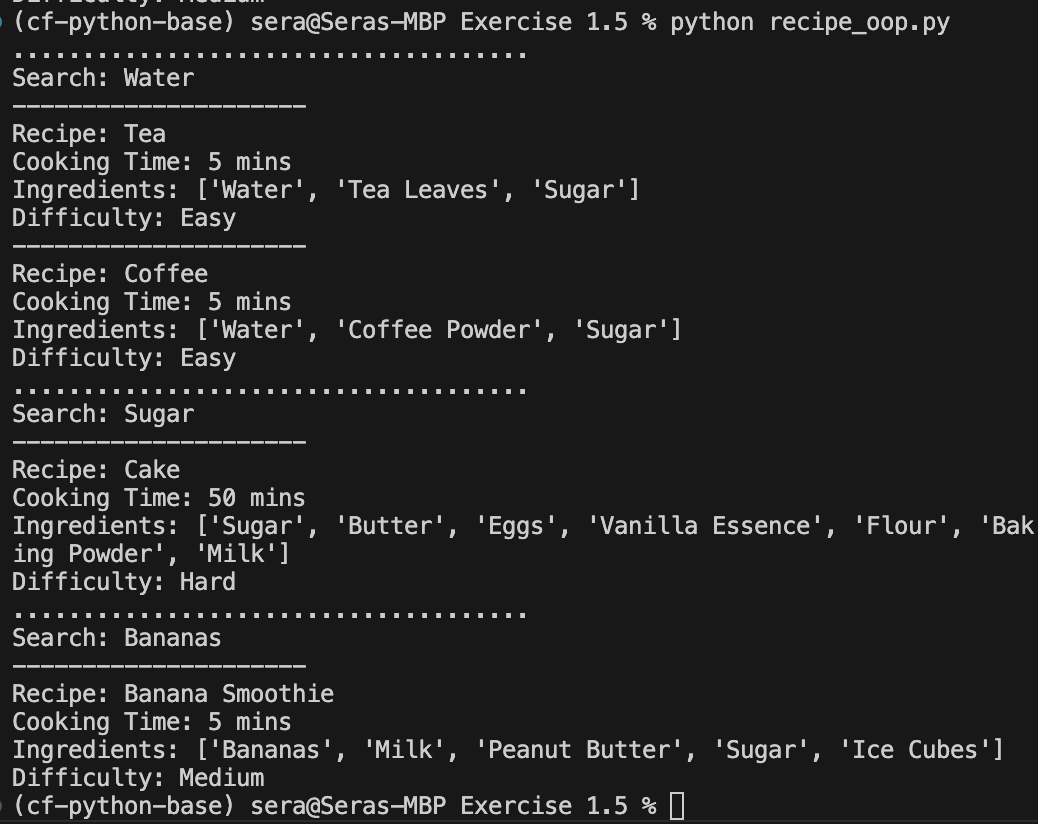 (cf-python-base) sera@Seras-MBP Exercise 1.5 % python recipe_oop.py
.....................................
Search: Water
---------------------
Recipe: Tea
Cooking Time: 5 mins
Ingredients: ['Water', 'Tea Leaves', 'Sugar']
Difficulty: Easy
---------------------
Recipe: Coffee
Cooking Time: 5 mins
Ingredients: ['Water', 'Coffee Powder', 'Sugar']
Difficulty: Easy
.....................................
Search: Sugar
---------------------
Recipe: Cake
Cooking Time: 50 mins
Ingredients: ['Sugar', 'Butter', 'Eggs', 'Vanilla Essence', 'Flour', 'Bak
ing Powder', 'Milk']
Difficulty: Hard
.....................................
Search: Bananas
---------------------
Recipe: Banana Smoothie
Cooking Time: 5 mins
Ingredients: ['Bananas', 'Milk', 'Peanut Butter', 'Sugar', 'Ice Cubes']
Difficulty: Medium
(cf-python-base) sera@Seras-MBP Exercise 1.5 %